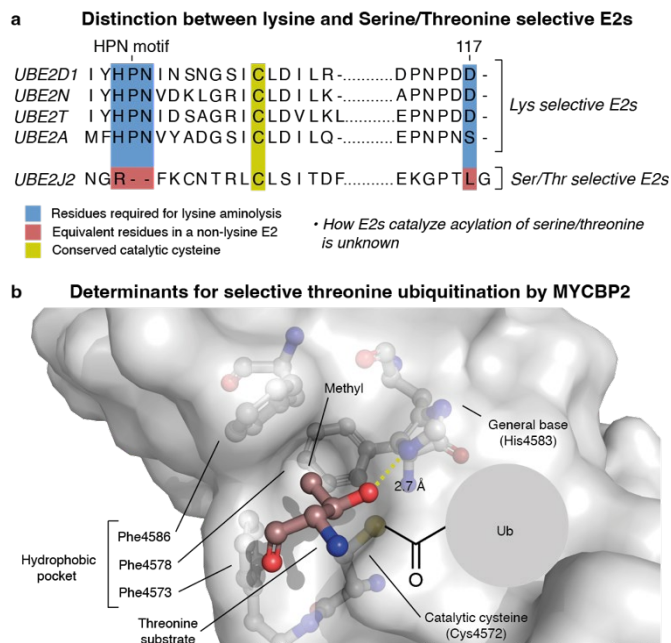 a Distinction between lysine and Serine/Threonine selective E2s
HPN motif 117
UBE2D1 I Y H P N I N S N G S I C L D I L R - .......... D P N P D D -
UBE2N I Y H P N V D K L G R I C L D I L K - .......... A P N P D D -
UBE2T I Y H P N I D S A G R I C L D V L K L .......... E P N P D D -
UBE2A M F H P N V Y A D G S I C L D I L Q - .......... E P N P N S -
Lys selective E2s
UBE2J2 N G R - - F K C N T R L C L S I T D F .......... E K G P T L G
Ser/Thr selective E2s
Residues required for lysine aminolysis
Equivalent residues in a non-lysine E2
Conserved catalytic cysteine
• How E2s catalyze acylation of serine/threonine
is unknown
b Determinants for selective threonine ubiquitination by MYCBP2
Methyl
General base
(His4583)
2.7 Å
Ub
O
Hydrophobic
pocket
Phe4586
Phe4578
Phe4573
Threonine
substrate
Catalytic cysteine
(Cys4572)